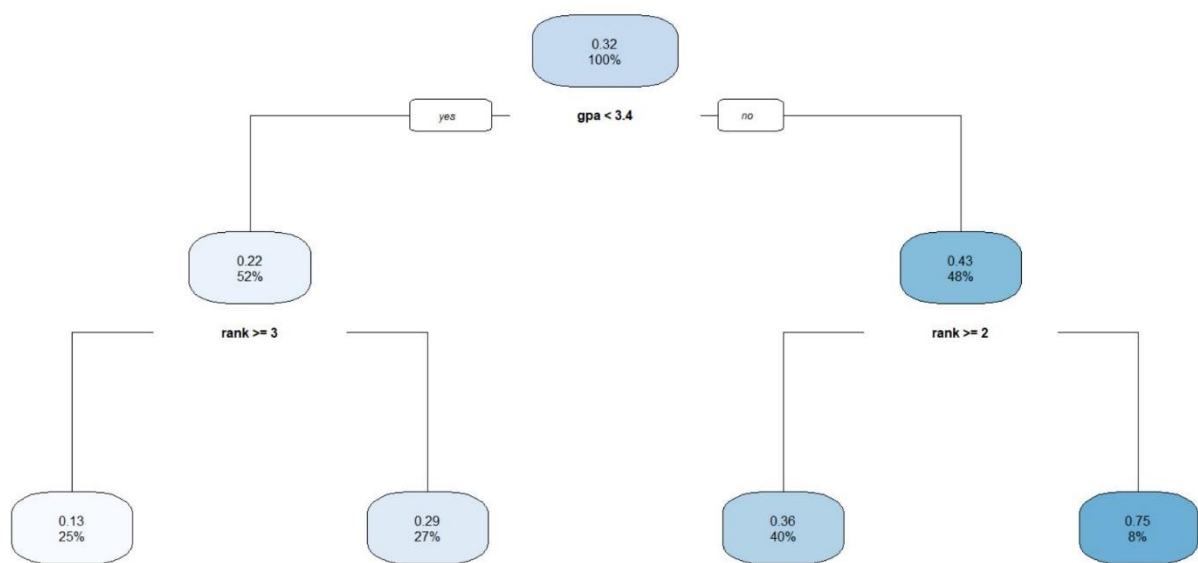 0.32
100%
yes
gpa < 3.4
no
0.22
52%
0.43
48%
rank >= 3
rank >= 2
0.13
25%
0.29
27%
0.36
40%
0.75
8%